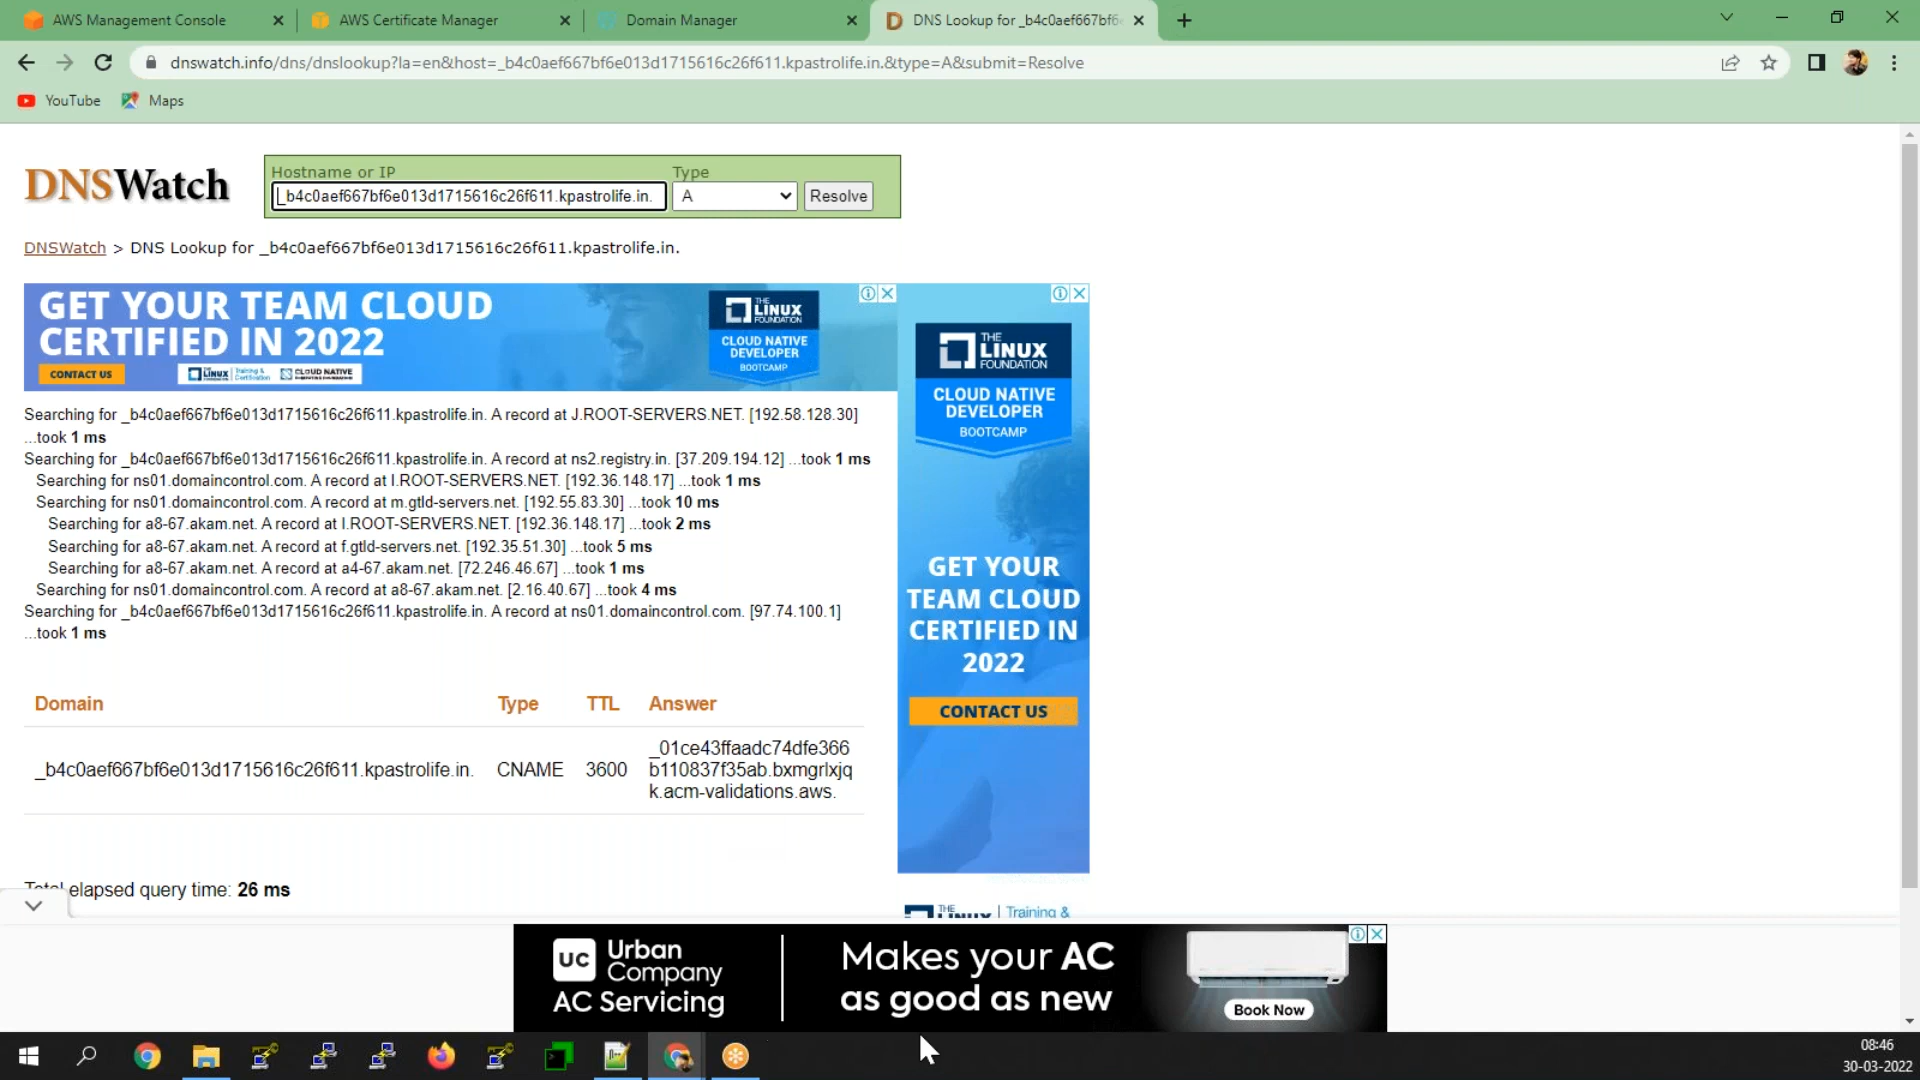 AWS Management Console
AWS Certificate Manager
Domain Manager
DNS Lookup for _b4c0aef667bf6
dnswatch.info/dns/dnslookup?la=en&host=_b4c0aef667bf6e013d1715616c26f611.kpastrolife.in.&type=A&submit=Resolve
YouTube
Maps
DNSWatch
Hostname or IP
Type
_b4c0aef667bf6e013d1715616c26f611.kpastrolife.in.
A
Resolve
DNSWatch > DNS Lookup for _b4c0aef667bf6e013d1715616c26f611.kpastrolife.in.
GET YOUR TEAM CLOUD
CERTIFIED IN 2022
CONTACT US
THE LINUX FOUNDATION
CLOUD NATIVE
DEVELOPER
BOOTCAMP
THE
LINUX
FOUNDATION
CLOUD NATIVE
DEVELOPER
BOOTCAMP
GET YOUR
TEAM CLOUD
CERTIFIED IN
2022
CONTACT US
THE LINUX | Training &
Searching for _b4c0aef667bf6e013d1715616c26f611.kpastrolife.in. A record at J.ROOT-SERVERS.NET. [192.58.128.30]
...took 1 ms
Searching for _b4c0aef667bf6e013d1715616c26f611.kpastrolife.in. A record at ns2.registry.in. [37.209.194.12] ...took 1 ms
Searching for ns01.domaincontrol.com. A record at I.ROOT-SERVERS.NET. [192.36.148.17] ...took 1 ms
Searching for ns01.domaincontrol.com. A record at m.gtld-servers.net. [192.55.83.30] ...took 10 ms
Searching for a8-67.akam.net. A record at I.ROOT-SERVERS.NET. [192.36.148.17] ...took 2 ms
Searching for a8-67.akam.net. A record at f.gtld-servers.net. [192.35.51.30] ...took 5 ms
Searching for a8-67.akam.net. A record at a4-67.akam.net. [72.246.46.67] ...took 1 ms
Searching for ns01.domaincontrol.com. A record at a8-67.akam.net. [2.16.40.67] ...took 4 ms
Searching for _b4c0aef667bf6e013d1715616c26f611.kpastrolife.in. A record at ns01.domaincontrol.com. [97.74.100.1]
...took 1 ms
Domain Type TTL Answer
_b4c0aef667bf6e013d1715616c26f611.kpastrolife.in. CNAME 3600
_01ce43ffaadc74dfe366
b110837f35ab.bxmgrlxjq
k.acm-validations.aws.
Total elapsed query time: 26 ms
UC
Urban
Company
AC Servicing
Makes your AC
as good as new
Book Now
08:46
30-03-2022